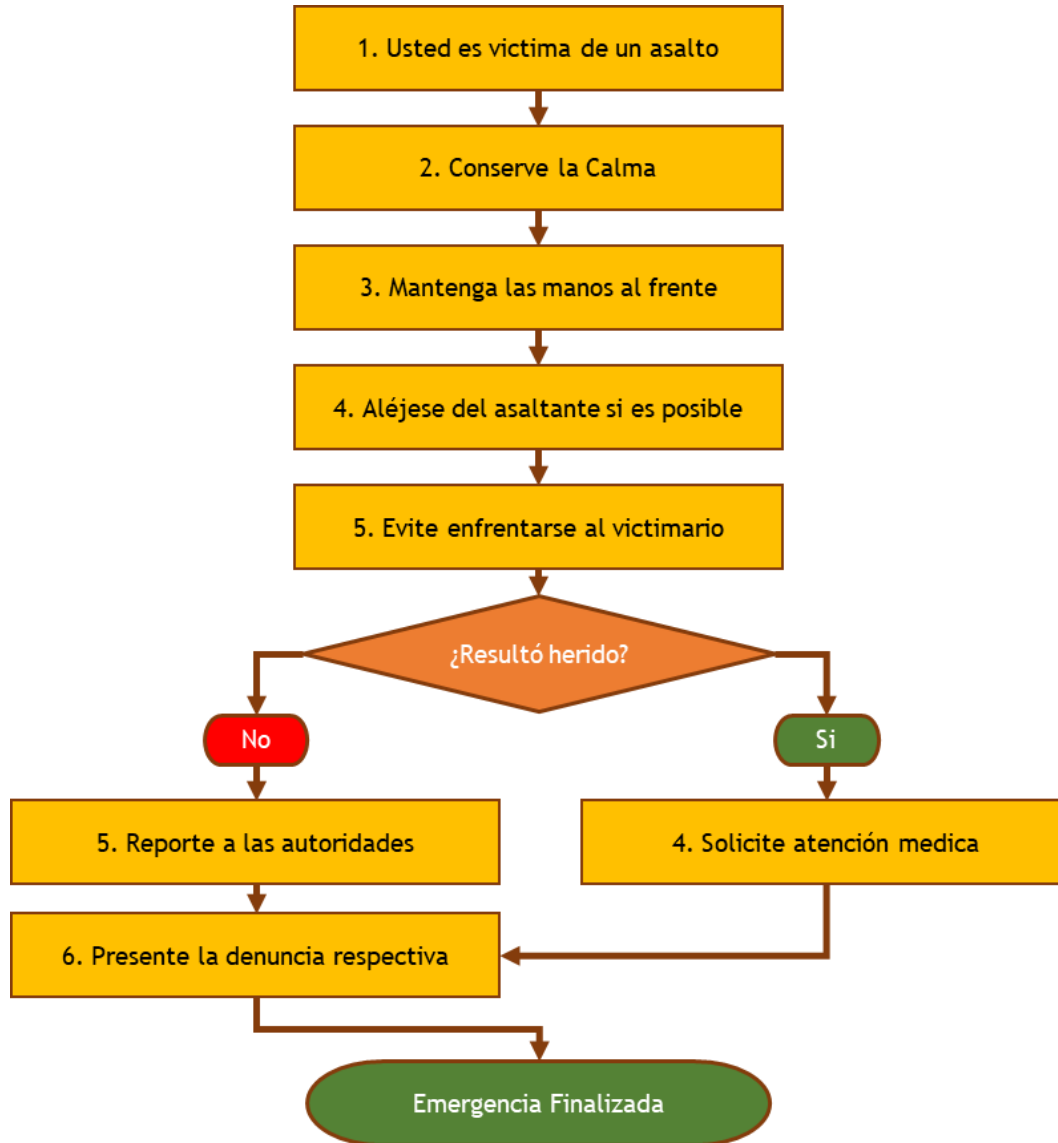 1. Usted es victima de un asalto
2. Conserve la Calma
3. Mantenga las manos al frente
4. Aléjese del asaltante si es posible
5. Evite enfrentarse al victimario
¿Resultó herido?
No
Si
5. Reporte a las autoridades
4. Solicite atención medica
6. Presente la denuncia respectiva
Emergencia Finalizada